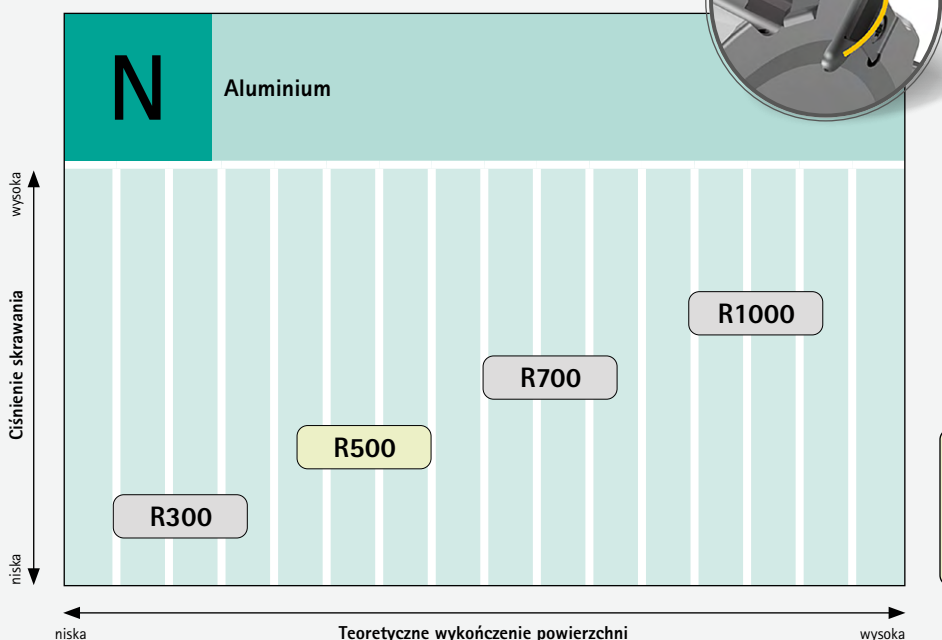 N
Aluminium
wysoka
Ciśnienie skrawania
niska
R1000
R700
R500
R300
niska
Teoretyczne wykończenie powierzchni
wysoka